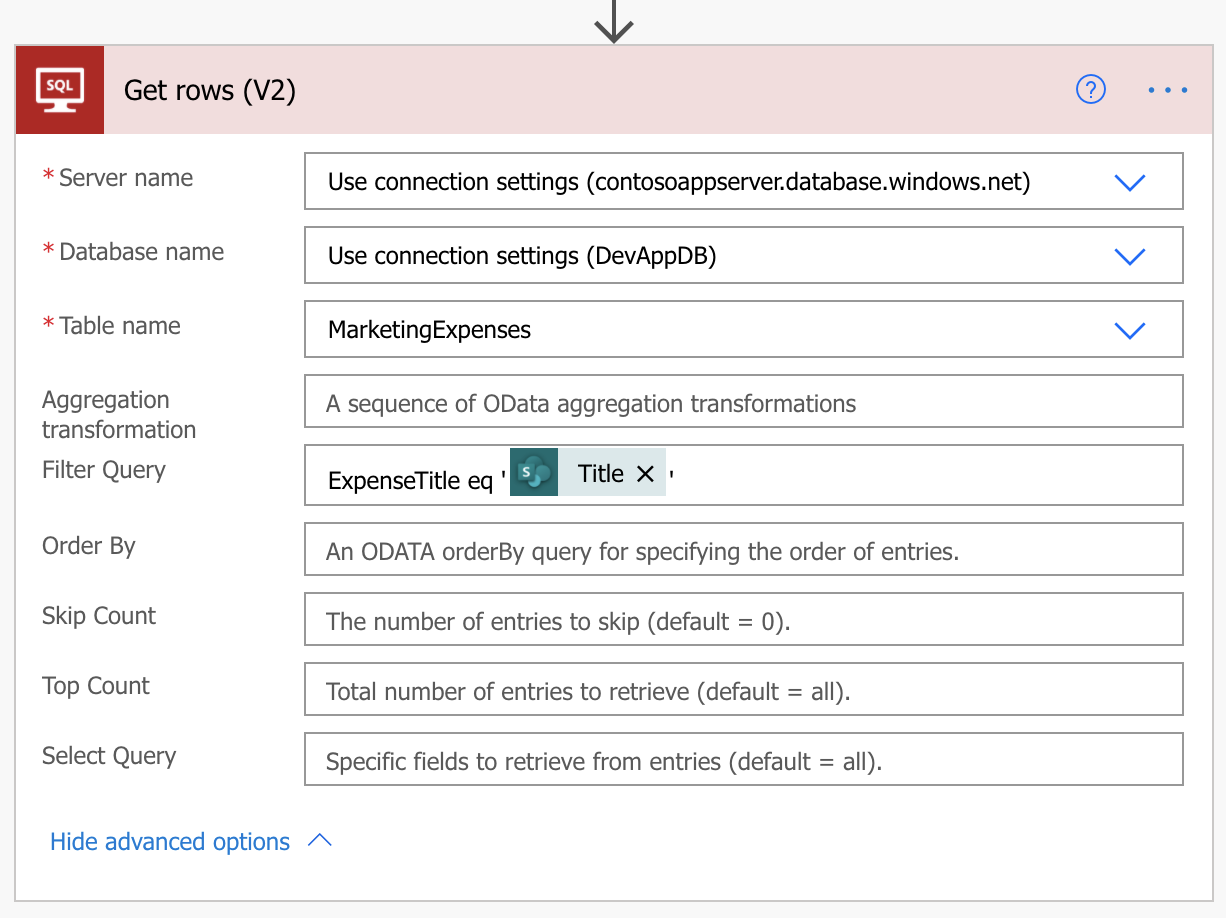 SQL
Get rows (V2)
?
* Server name
Use connection settings (contosoappserver.database.windows.net)
* Database name
Use connection settings (DevAppDB)
* Table name
MarketingExpenses
Aggregation
transformation
A sequence of OData aggregation transformations
Filter Query
ExpenseTitle eq ' S Title × '
Order By
An ODATA orderBy query for specifying the order of entries.
Skip Count
The number of entries to skip (default = 0).
Top Count
Total number of entries to retrieve (default = all).
Select Query
Specific fields to retrieve from entries (default = all).
Hide advanced options